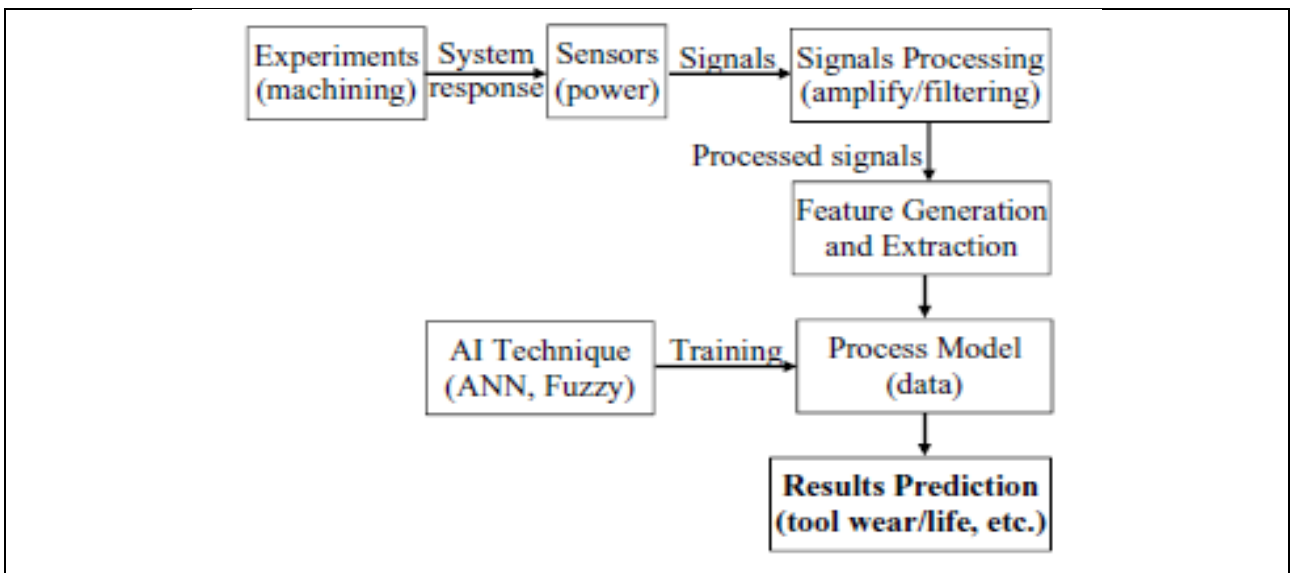 Experiments
(machining)
System
response
Sensors
(power)
Signals
Signals Processing
(amplify/filtering)
Processed signals
Feature Generation
and Extraction
AI Technique
(ANN, Fuzzy)
Training
Process Model
(data)
Results Prediction
(tool wear/life, etc.)